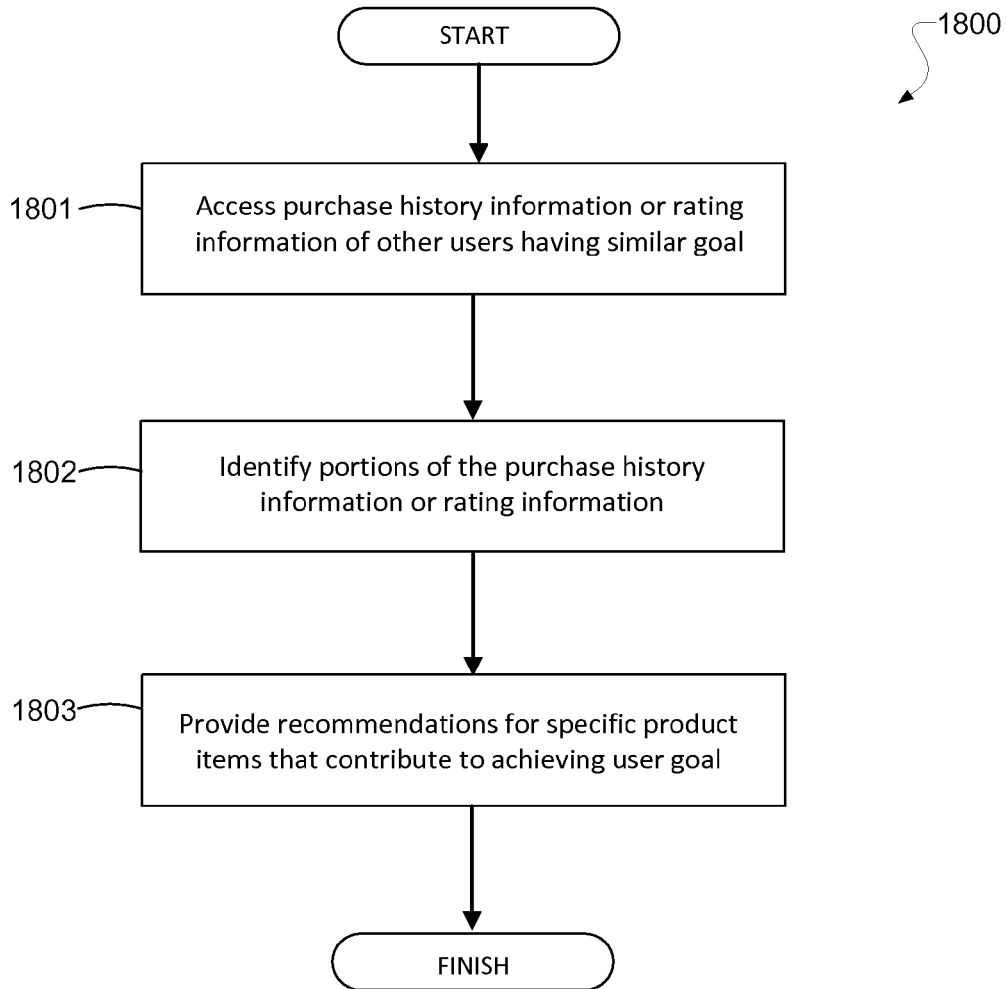 START
1800
1801
Access purchase history information or rating
information of other users having similar goal
1802
Identify portions of the purchase history
information or rating information
1803
Provide recommendations for specific product
items that contribute to achieving user goal
FINISH